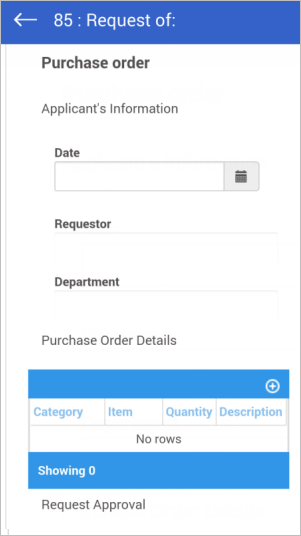 85 : Request of:
Purchase order
Applicant's Information
Date
Requestor
Department
Purchase Order Details
Category Item Quantity Description
No rows
Showing 0
Request Approval